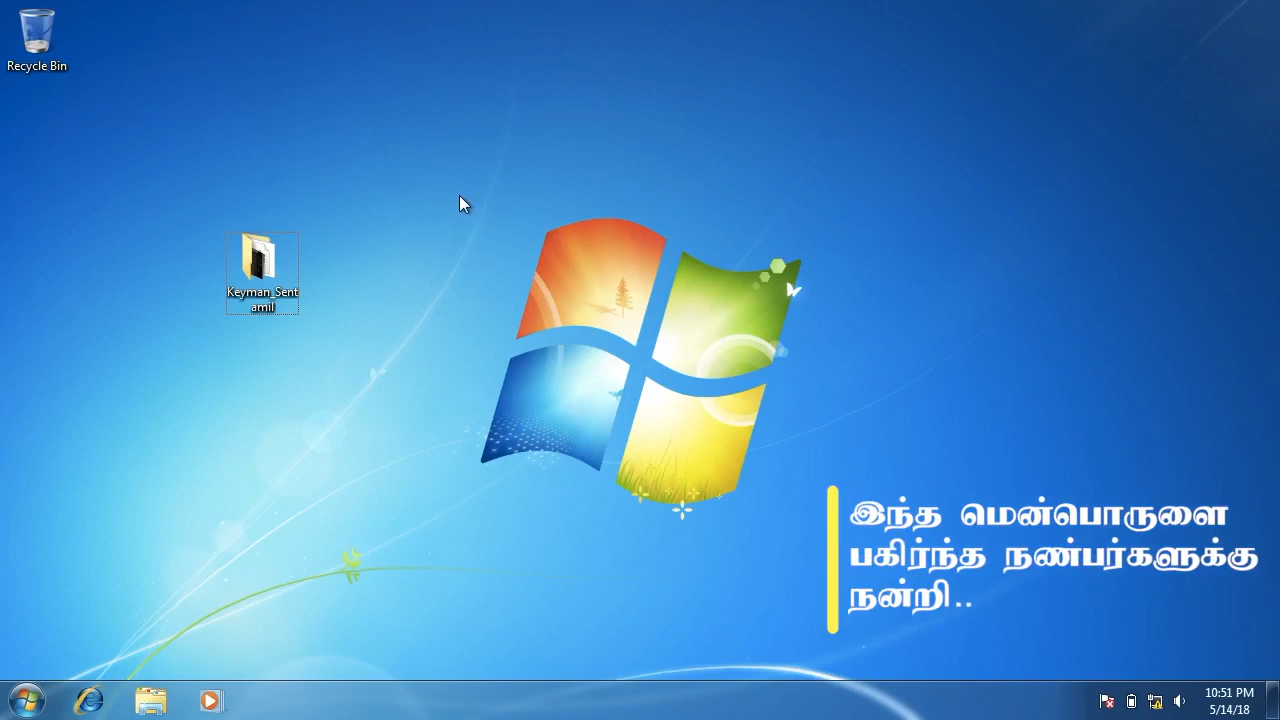 Recycle Bin
Keyman_Sent
amil
இந்த மென்பொருளை
பகிர்ந்த நண்பர்களுக்கு
நன்றி..
10:51 PM
5/14/18